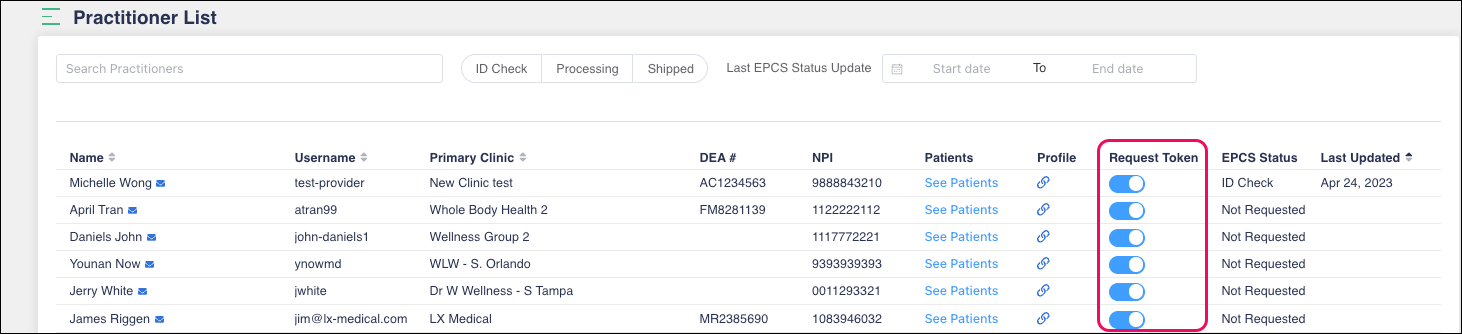 Practitioner List
Search Practitioners ID Check Processing Shipped Last EPCS Status Update Start date To End date
Name Username Primary Clinic DEA # NPI Patients Profile Request Token EPCS Status Last Updated
Michelle Wong test-provider New Clinic test AC1234563 9888843210 See Patients ID Check Apr 24, 2023
April Tran atran99 Whole Body Health 2 FM8281139 1122222112 See Patients Not Requested
Daniels John john-daniels1 Wellness Group 2 1117772221 See Patients Not Requested
Younan Now ynowmd WLW - S. Orlando 9393939393 See Patients Not Requested
Jerry White jwhite Dr W Wellness - S Tampa 0011293321 See Patients Not Requested
James Riggen jim@lx-medical.com LX Medical MR2385690 1083946032 See Patients Not Requested